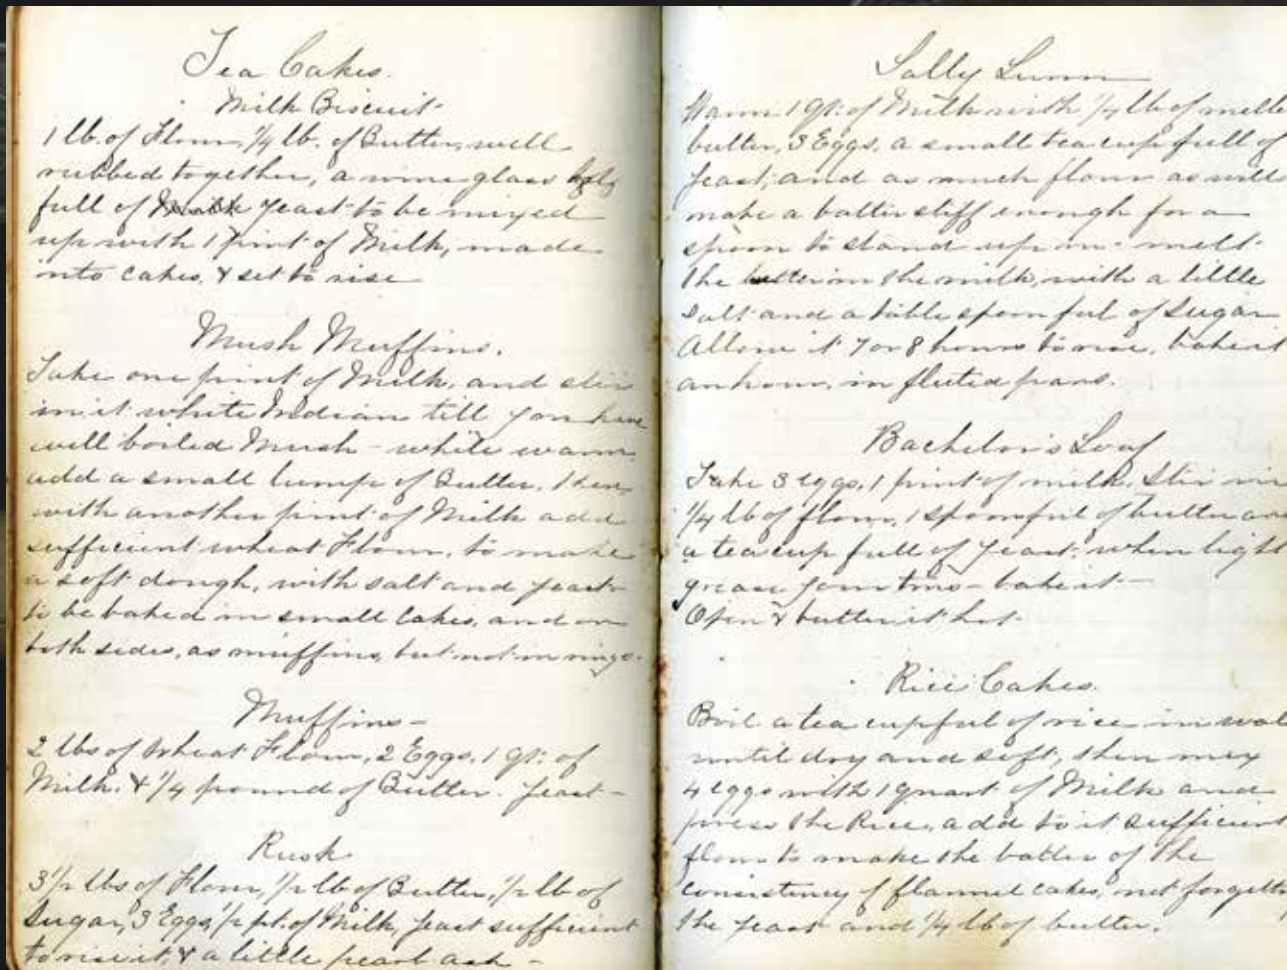 Tea Cakes.
Milk Biscuit
1 lb. of Flour, 1/4 lb. of Butter, well
rubbed together, a wine glass half
full of yeast to be mixed
up with 1 pint of Milk, made
into cakes, & set to rise
Mush Muffins.
Take one pint of Milk, and stir
in it white Indian till you have
well boiled Mush - while warm
add a small lump of Butter, then
with another pint of Milk add
sufficient wheat Flour, to make
a soft dough, with salt and yeast
to be baked in small cakes, and on
both sides, as muffins, but not in rings.
Muffins -
2 lbs of Wheat Flour, 2 Eggs, 1 qt. of
Milk. & 1/4 pound of Butter. Yeast -
Rusk
3 1/2 lbs of Flour, 1/2 lb of Butter, 1/2 lb of
Sugar, 3 Eggs, 1/2 pt. of Milk, Yeast sufficient
to rise it, & a little pearl ash -
Sally Lunn
Warm 1 qt. of Milk with 1/4 lb of melte
butter, 3 Eggs, a small tea cup full of
Yeast, and as much flour as will
make a batter stiff enough for a
spoon to stand up in - melt
the butter in the milk, with a little
Salt and a table spoon ful of Sugar
Allow it 7 or 8 hours to rise, bake it
an hour, in fluted pans.
Bachelor's Loaf
Take 3 eggs, 1 pint of milk, Stir in
1/4 lb of flour, 1 spoonful of butter an
a tea cup full of Yeast, when light
grease your tins - bake it -
Open & butter it hot
Rice Cakes.
Boil a tea cupful of rice in wat
until dry and soft, then mix
4 eggs with 1 quart of Milk and
press the Rice, add to it sufficient
flour to make the batter of the
consistency of flannel cakes, not forgett
the Yeast and 1/4 lb of butter.